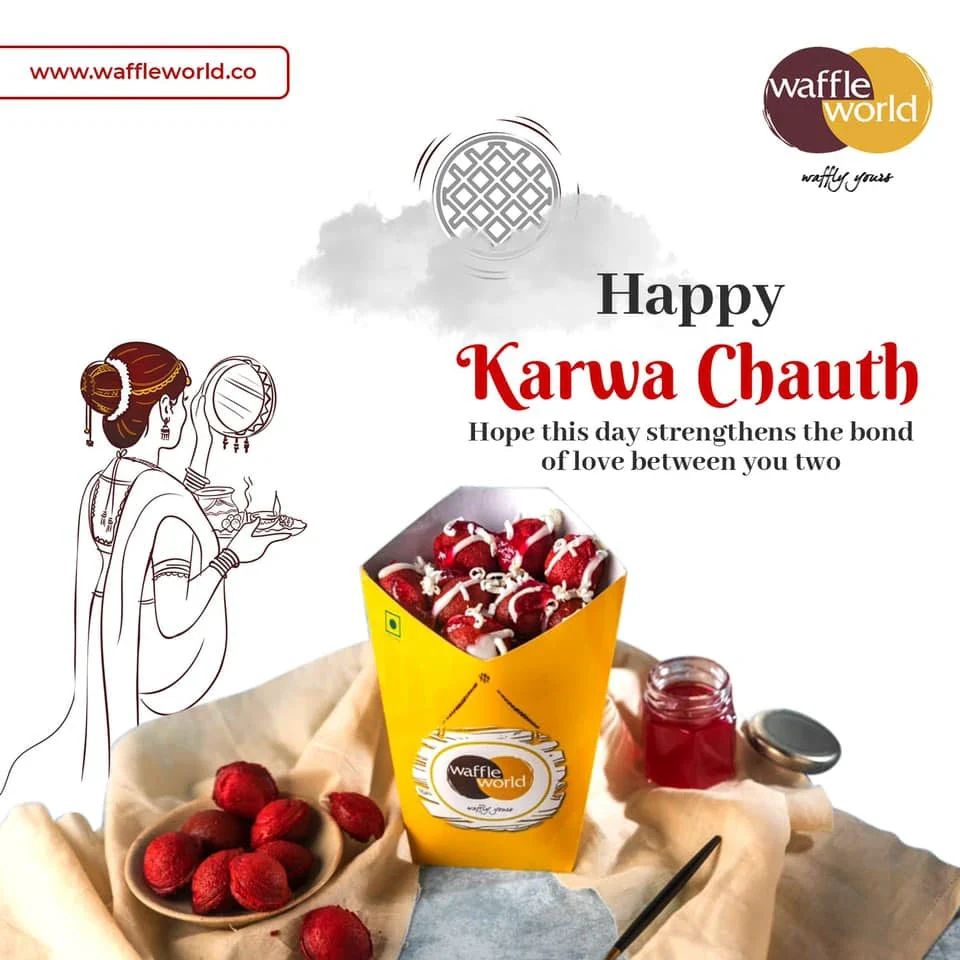 www.waffleworld.co
waffle
world
waffly yours
Happy
Karwa Chauth
Hope this day strengthens the bond
of love between you two
waffle
world
waffly yours